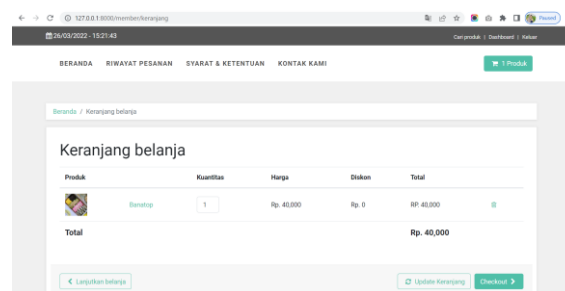 127.0.0.1:8000/member/keranjang
Paused
26/03/2022 - 15:21:43
Cari produk | Dashboard | Keluar
BERANDA RIWAYAT PESANAN SYARAT & KETENTUAN KONTAK KAMI
1 Produk
Beranda / Keranjang belanja
Keranjang belanja
Produk Kuantitas Harga Diskon Total
Banatop 1 Rp. 40,000 Rp. 0 RP. 40,000
Total Rp. 40,000
Lanjutkan belanja
Update Keranjang
Checkout